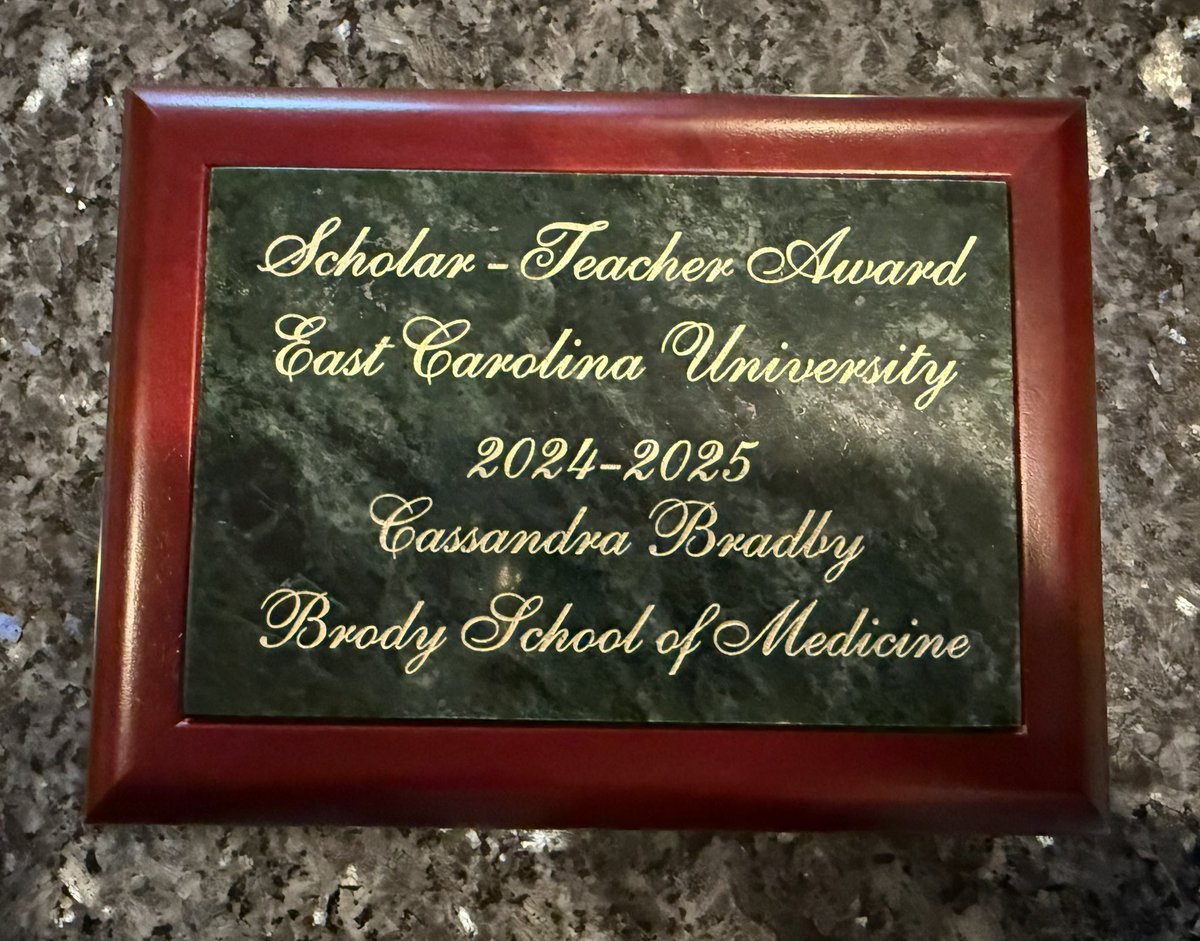 Scholar - Teacher Award
East Carolina University
2024-2025
Cassandra Bradby
Brody School of Medicine